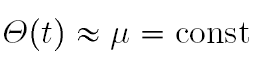 𝛩(t) ≈ μ = const